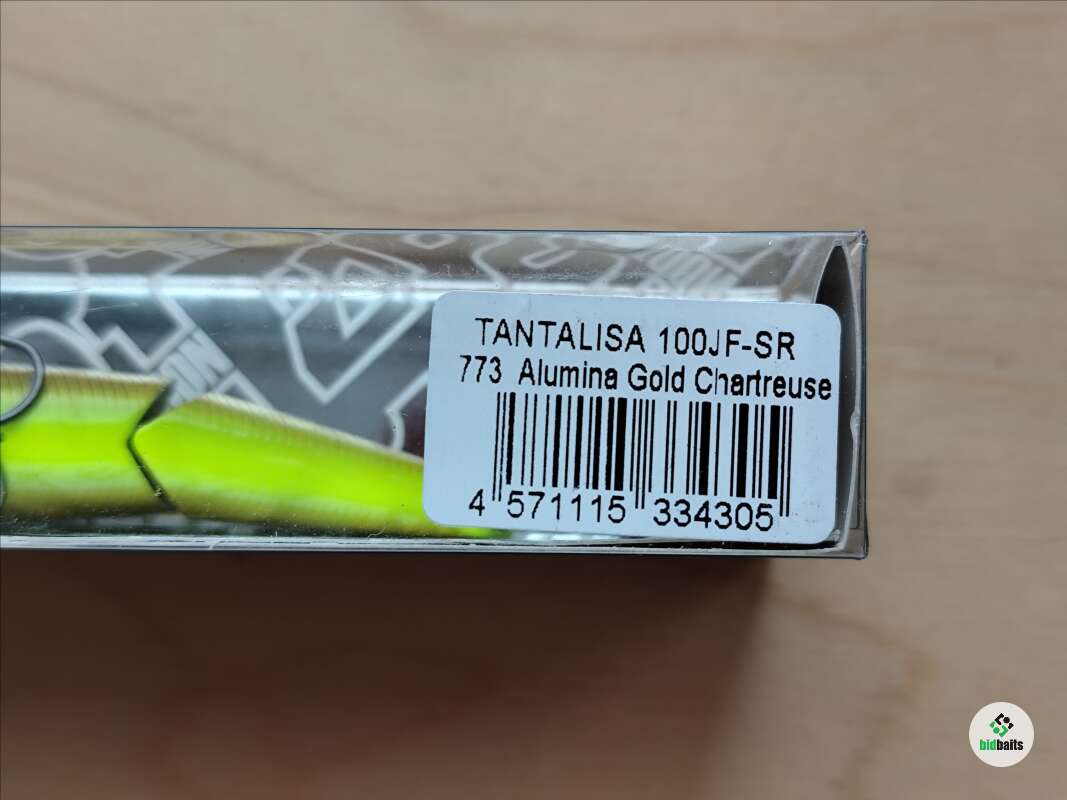 TANTALISA 100JF-SR
773 Alumina Gold Chartreuse
4 571115 334305
bidbaits